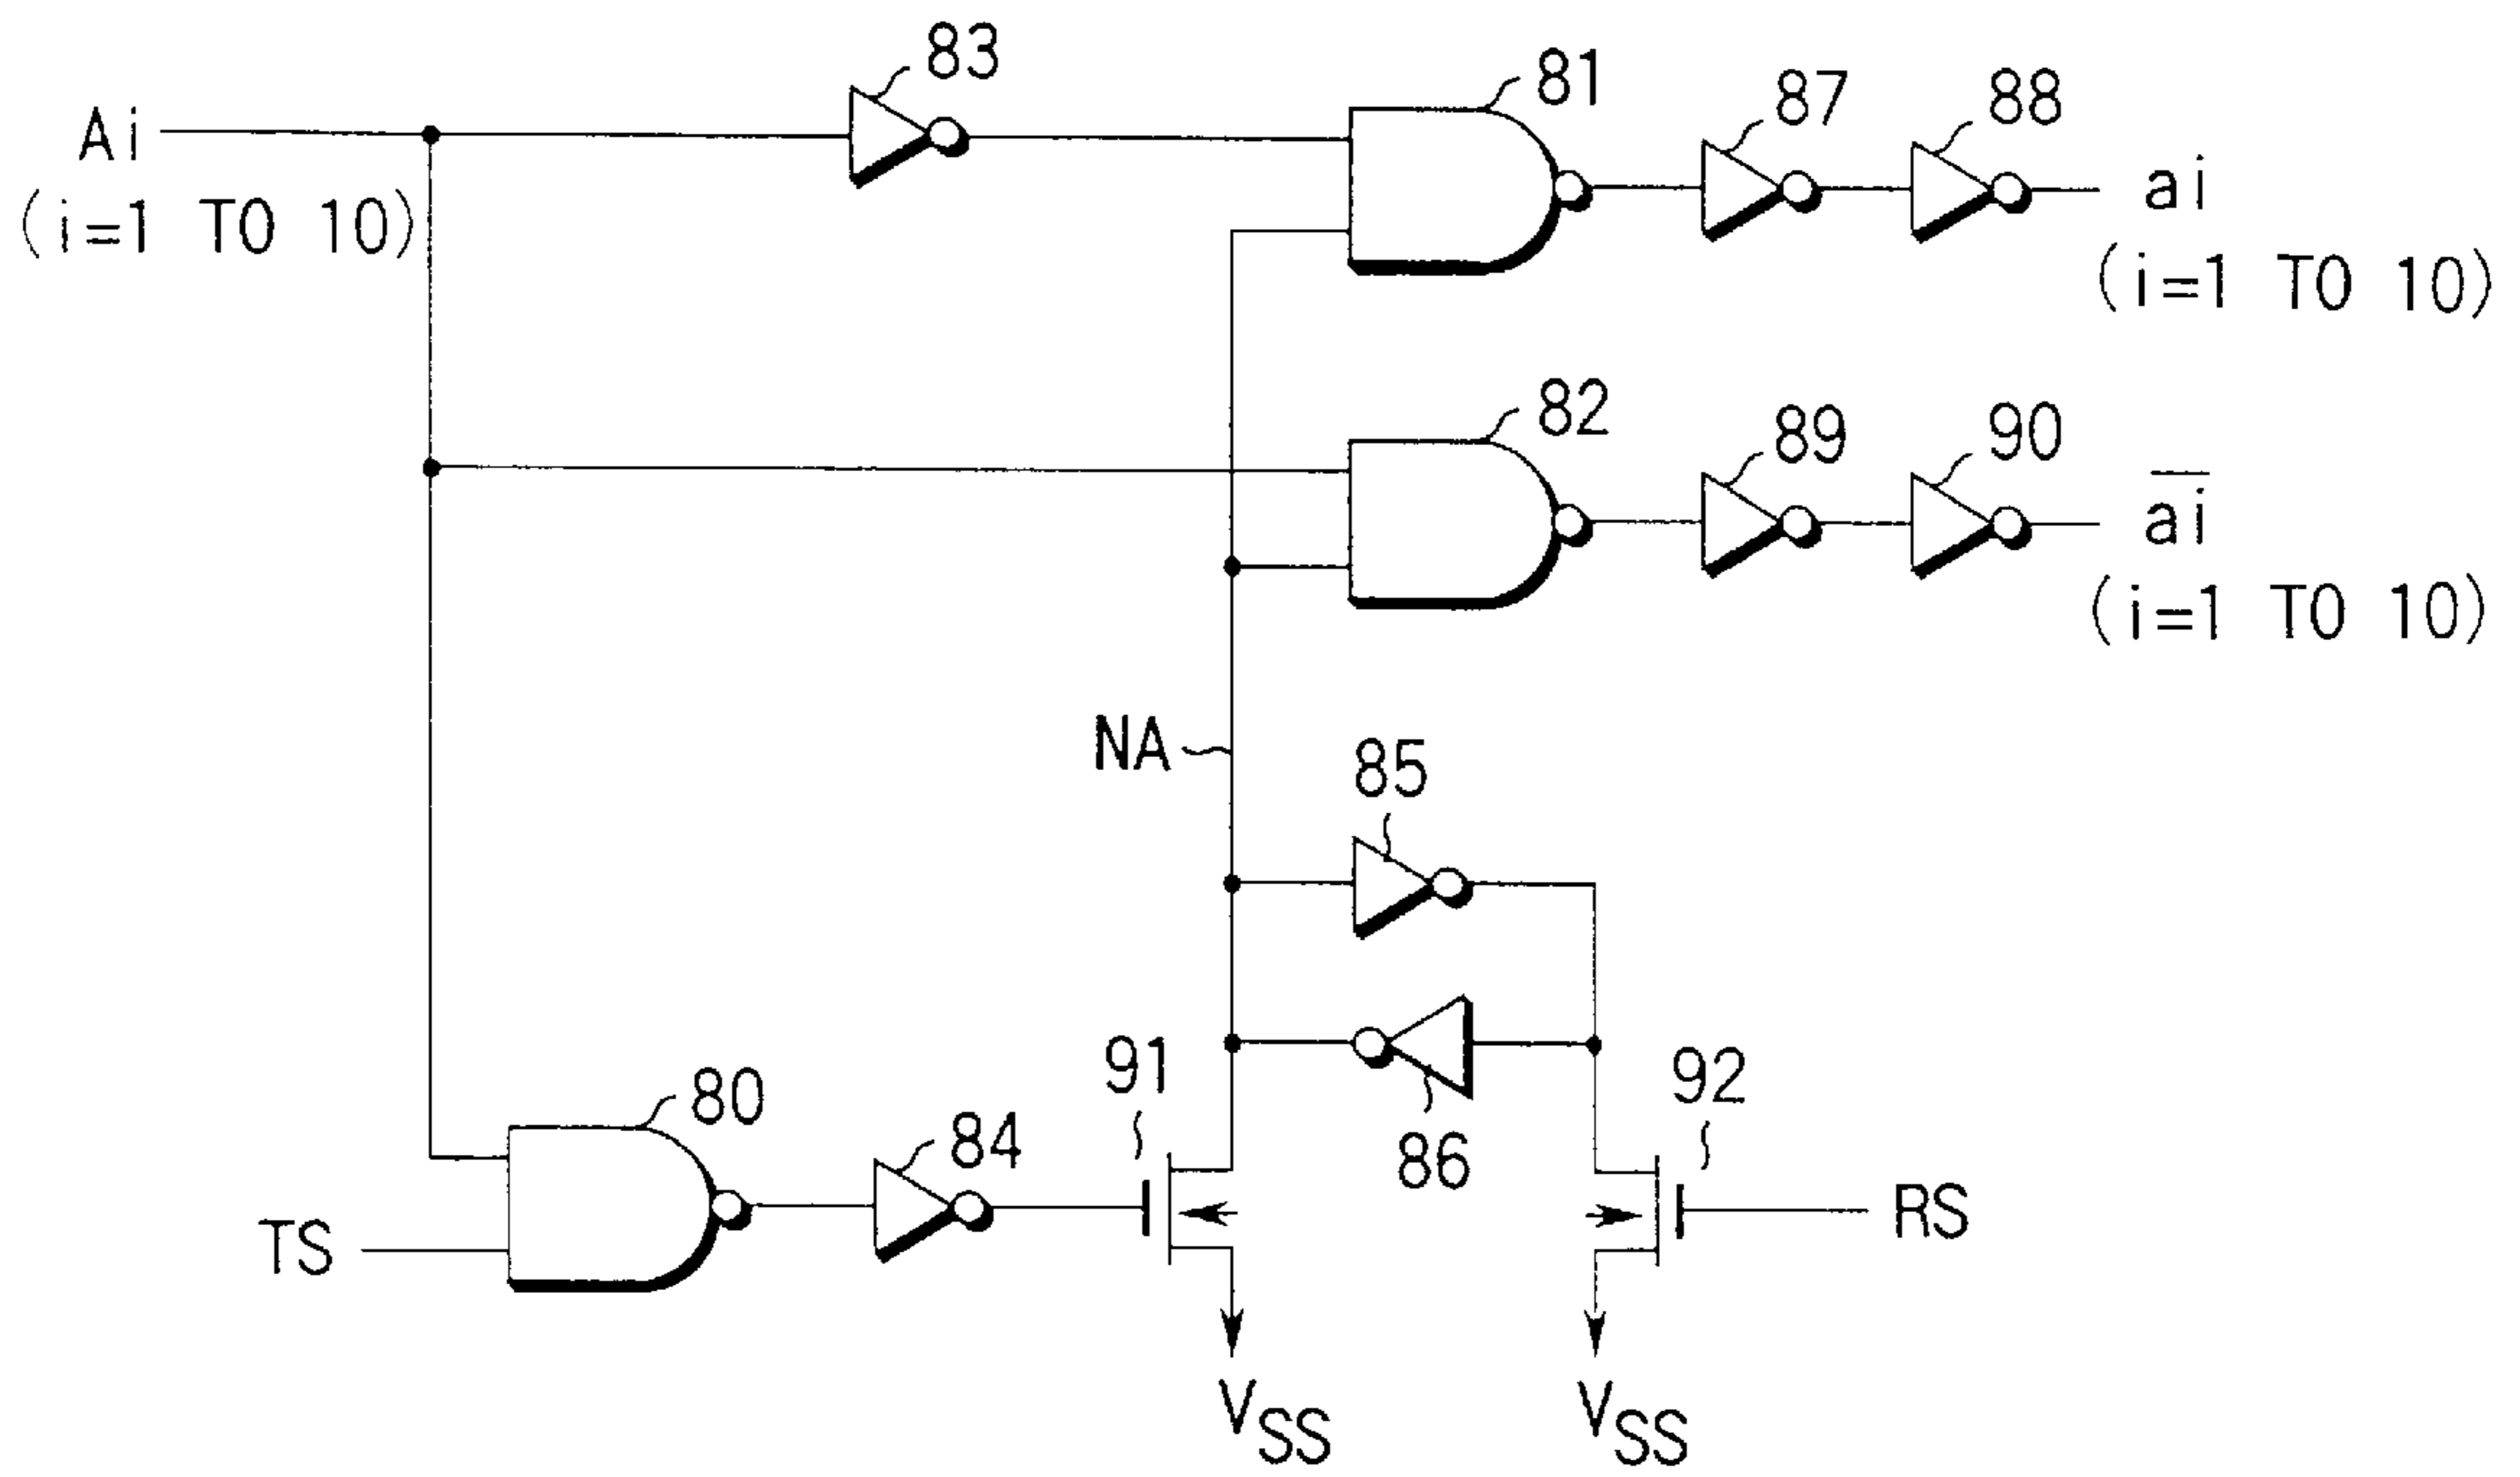 83
81
87
88
Ai
(i=1 TO 10)
ai
(i=1 TO 10)
82
89
90
a̅i̅
(i=1 TO 10)
NA
85
91
86
92
80
84
TS
RS
VSS
VSS